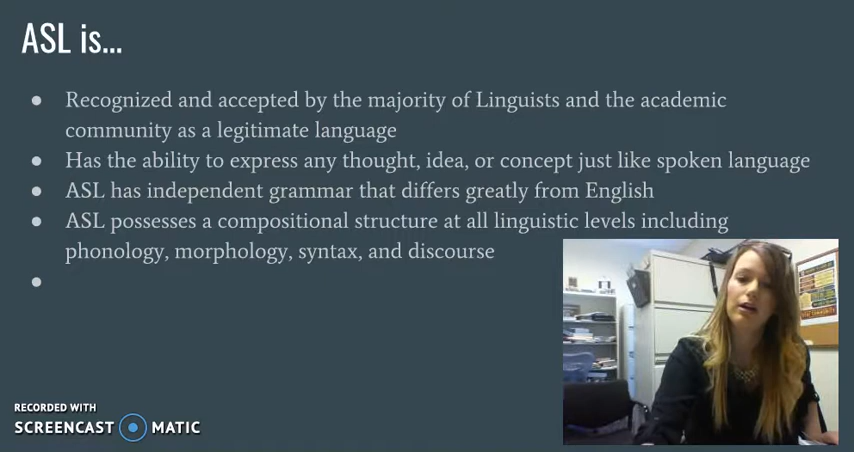 ASL is...
● Recognized and accepted by the majority of Linguists and the academic
community as a legitimate language
● Has the ability to express any thought, idea, or concept just like spoken language
● ASL has independent grammar that differs greatly from English
● ASL possesses a compositional structure at all linguistic levels including
phonology, morphology, syntax, and discourse
●
RECORDED WITH
SCREENCAST MATIC